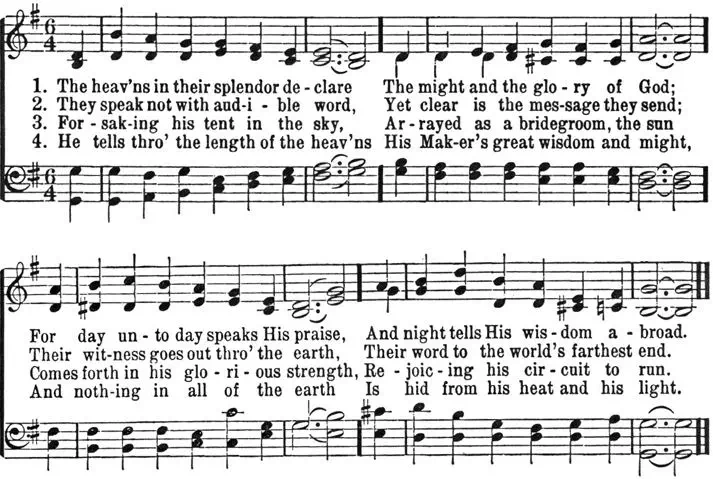 6
4
1. The heav'ns in their splendor de - clare The might and the glo - ry of God;
2. They speak not with aud - i - ble word, Yet clear is the mes - sage they send;
3. For - sak - ing his tent in the sky, Ar - rayed as a bridegroom, the sun
4. He tells thro' the length of the heav'ns His Mak - er's great wisdom and might,
6
4
For day un - to day speaks His praise, And night tells His wis - dom a - broad.
Their wit - ness goes out thro' the earth, Their word to the world's farthest end.
Comes forth in his glo - ri - ous strength, Re - joic - ing his cir - cuit to run.
And noth - ing in all of the earth Is hid from his heat and his light.